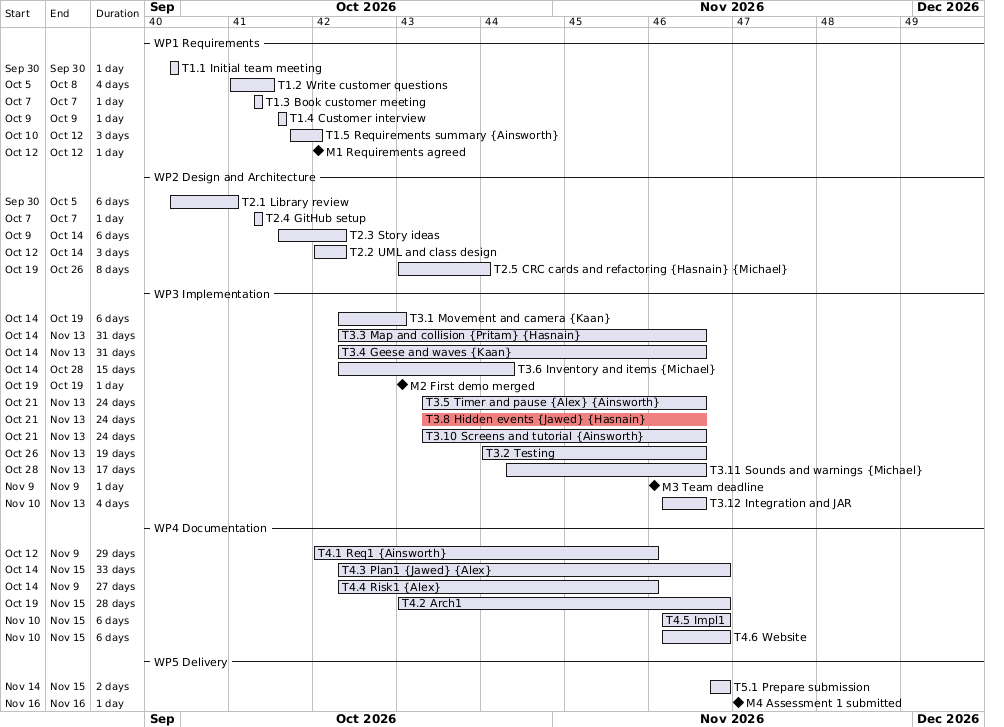 Start End Duration Sep Oct 2026 Nov 2026 Dec 2026
40 41 42 43 44 45 46 47 48 49
WP1 Requirements
Sep 30 Sep 30 1 day T1.1 Initial team meeting
Oct 5 Oct 8 4 days T1.2 Write customer questions
Oct 7 Oct 7 1 day T1.3 Book customer meeting
Oct 9 Oct 9 1 day T1.4 Customer interview
Oct 10 Oct 12 3 days T1.5 Requirements summary {Ainsworth}
Oct 12 Oct 12 1 day M1 Requirements agreed
WP2 Design and Architecture
Sep 30 Oct 5 6 days T2.1 Library review
Oct 7 Oct 7 1 day T2.4 GitHub setup
Oct 9 Oct 14 6 days T2.3 Story ideas
Oct 12 Oct 14 3 days T2.2 UML and class design
Oct 19 Oct 26 8 days T2.5 CRC cards and refactoring {Hasnain} {Michael}
WP3 Implementation
Oct 14 Oct 19 6 days T3.1 Movement and camera {Kaan}
Oct 14 Nov 13 31 days T3.3 Map and collision {Pritam} {Hasnain}
Oct 14 Nov 13 31 days T3.4 Geese and waves {Kaan}
Oct 14 Oct 28 15 days T3.6 Inventory and items {Michael}
Oct 19 Oct 19 1 day M2 First demo merged
Oct 21 Nov 13 24 days T3.5 Timer and pause {Alex} {Ainsworth}
Oct 21 Nov 13 24 days T3.8 Hidden events {Jawed} {Hasnain}
Oct 21 Nov 13 24 days T3.10 Screens and tutorial {Ainsworth}
Oct 26 Nov 13 19 days T3.2 Testing
Oct 28 Nov 13 17 days T3.11 Sounds and warnings {Michael}
Nov 9 Nov 9 1 day M3 Team deadline
Nov 10 Nov 13 4 days T3.12 Integration and JAR
WP4 Documentation
Oct 12 Nov 9 29 days T4.1 Req1 {Ainsworth}
Oct 14 Nov 15 33 days T4.3 Plan1 {Jawed} {Alex}
Oct 14 Nov 9 27 days T4.4 Risk1 {Alex}
Oct 19 Nov 15 28 days T4.2 Arch1
Nov 10 Nov 15 6 days T4.5 Impl1
Nov 10 Nov 15 6 days T4.6 Website
WP5 Delivery
Nov 14 Nov 15 2 days T5.1 Prepare submission
Nov 16 Nov 16 1 day M4 Assessment 1 submitted
Sep Oct 2026 Nov 2026 Dec 2026